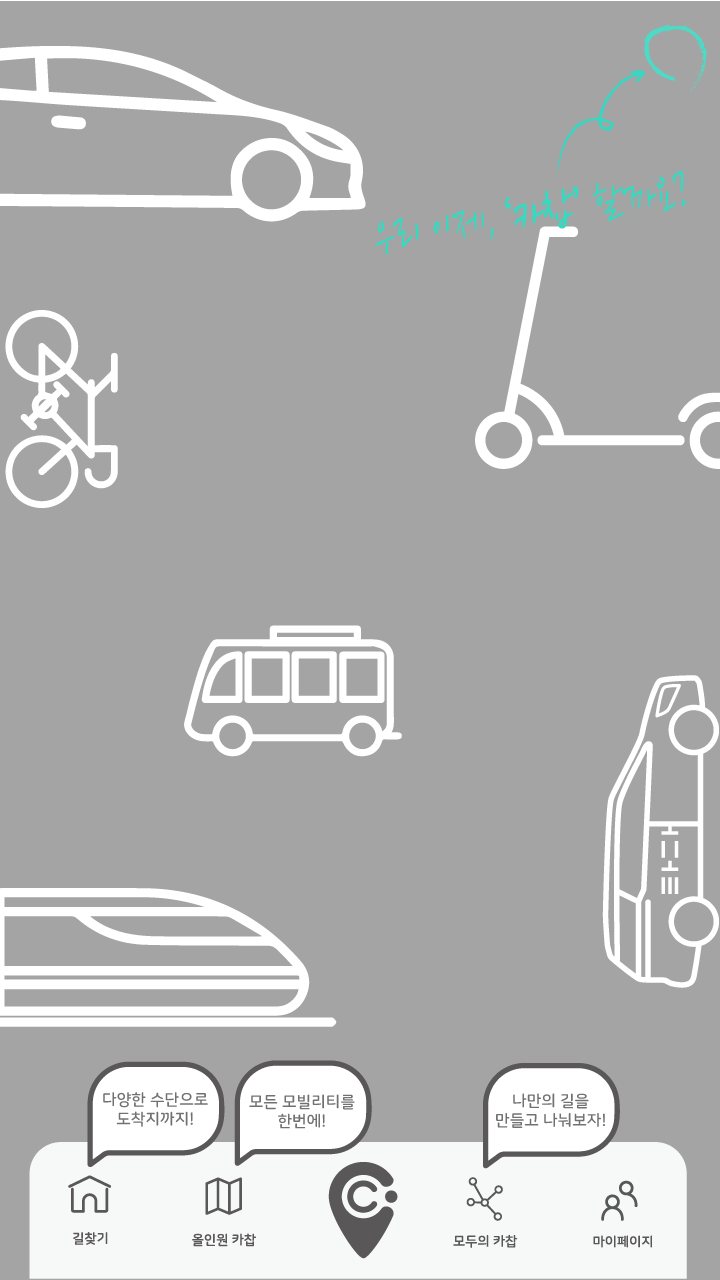 우리 이제, '카찹' 할까요?
다양한 수단으로
도착지까지!
모든 모빌리티를
한번에!
나만의 길을
만들고 나눠보자!
길찾기
올인원 카찹
모두의 카찹
마이페이지